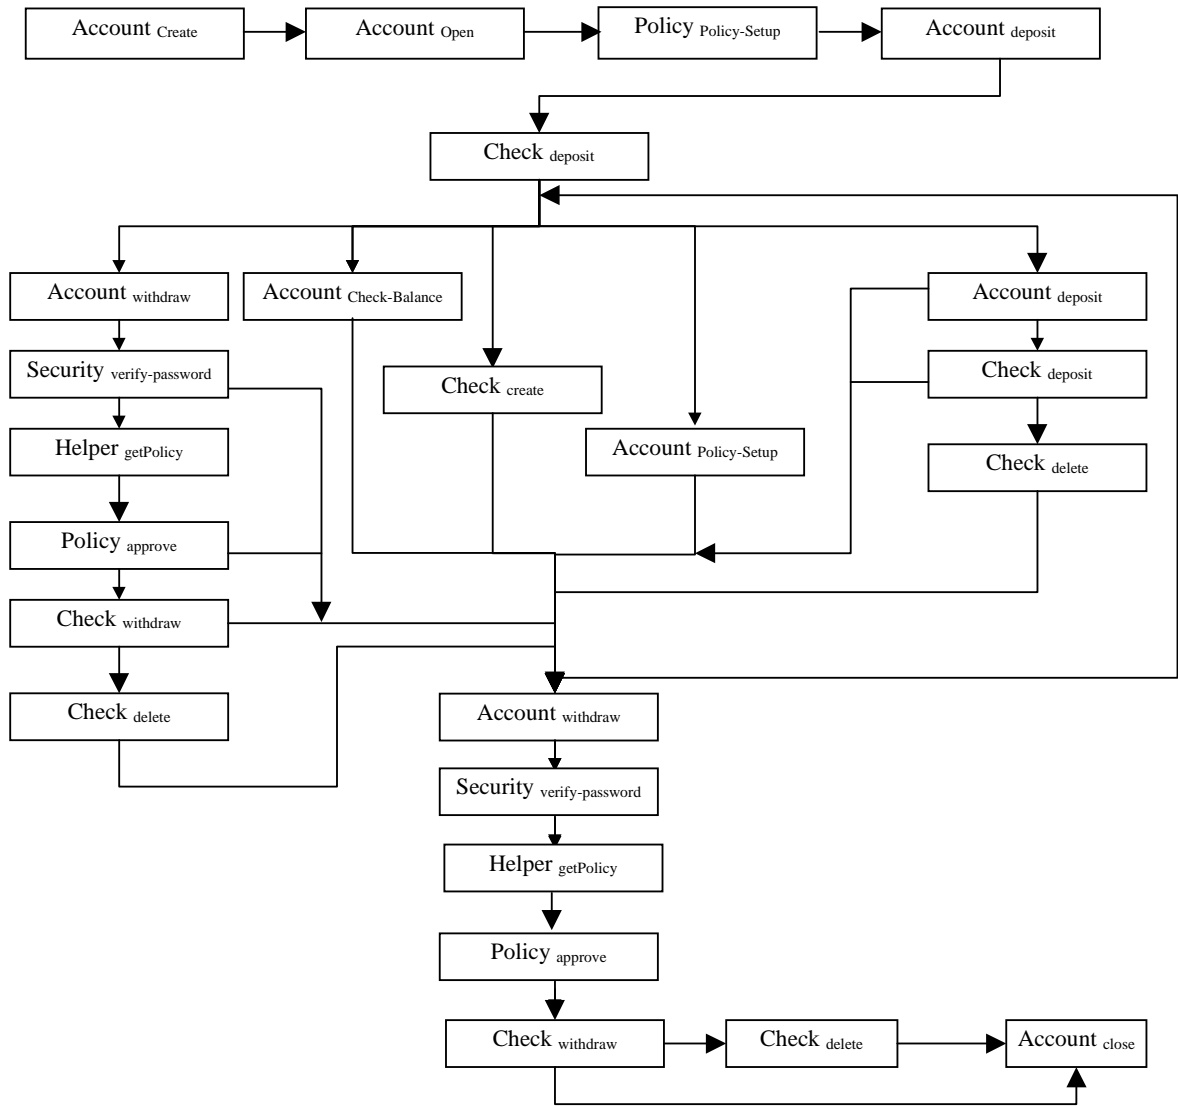 Account Create
Account Open
Policy Policy-Setup
Account deposit
Check deposit
Account withdraw
Account Check-Balance
Account deposit
Security verify-password
Check create
Check deposit
Helper getPolicy
Account Policy-Setup
Check delete
Policy approve
Check withdraw
Check delete
Account withdraw
Security verify-password
Helper getPolicy
Policy approve
Check withdraw
Check delete
Account close